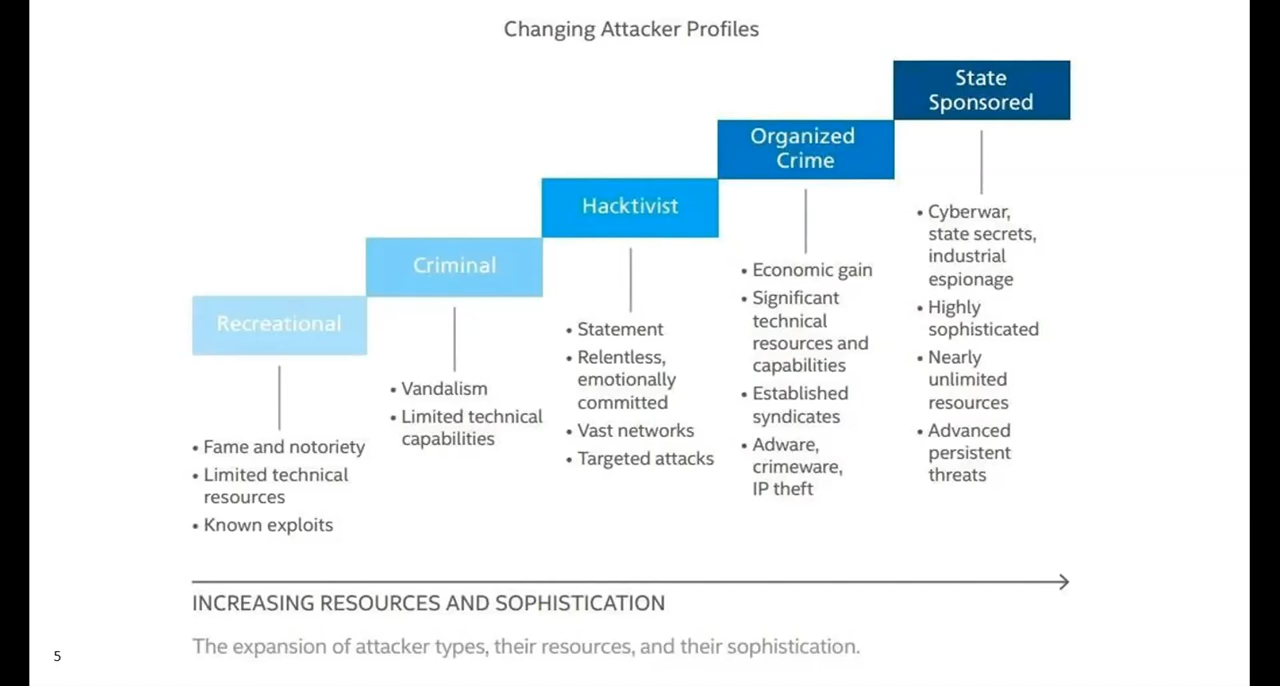 Changing Attacker Profiles
State
Sponsored
Organized
Crime
Hacktivist
Criminal
Recreational
• Fame and notoriety
• Limited technical
resources
• Known exploits
• Vandalism
• Limited technical
capabilities
• Statement
• Relentless,
emotionally
committed
• Vast networks
• Targeted attacks
• Economic gain
• Significant
technical
resources and
capabilities
• Established
syndicates
• Adware,
crimeware,
IP theft
• Cyberwar,
state secrets,
industrial
espionage
• Highly
sophisticated
• Nearly
unlimited
resources
• Advanced
persistent
threats
INCREASING RESOURCES AND SOPHISTICATION
The expansion of attacker types, their resources, and their sophistication.
5